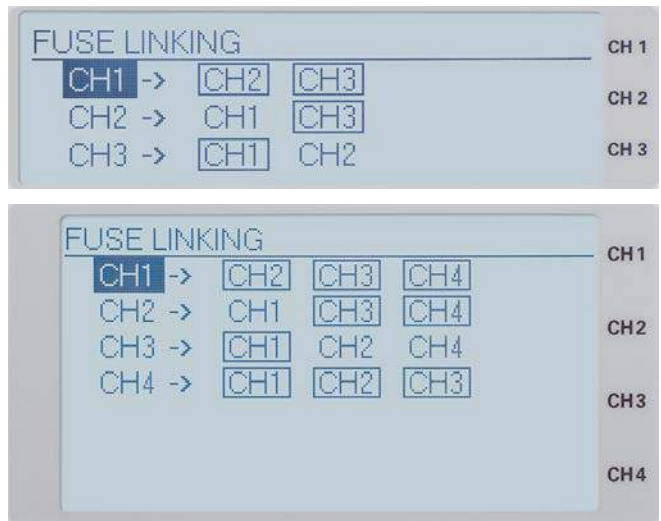 FUSE LINKING
CH1 -> CH2 CH3
CH2 -> CH1 CH3
CH3 -> CH1 CH2
CH 1
CH 2
CH 3
FUSE LINKING
CH1 -> CH2 CH3 CH4
CH2 -> CH1 CH3 CH4
CH3 -> CH1 CH2 CH4
CH4 -> CH1 CH2 CH3
CH1
CH2
CH3
CH4